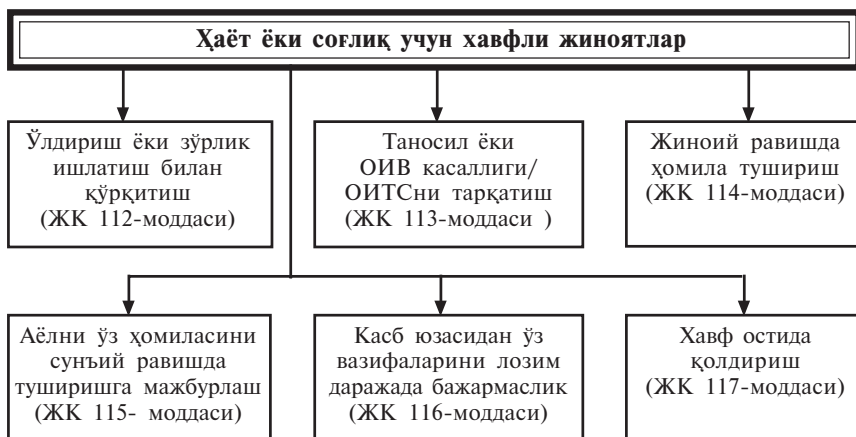 Ҳаёт ёки соғлиқ учун хавфли жиноятлар
Ўлдириш ёки зўрлик
ишлатиш билан
қўрқитиш
(ЖК 112-моддаси)
Таносил ёки
ОИВ касаллиги/
ОИТСни тарқатиш
(ЖК 113-моддаси )
Жиноий равишда
ҳомила тушириш
(ЖК 114-моддаси)
Аёлни ўз ҳомиласини
сунъий равишда
туширишга мажбурлаш
(ЖК 115- моддаси)
Касб юзасидан ўз
вазифаларини лозим
даражада бажармаслик
(ЖК 116-моддаси)
Хавф остида
қолдириш
(ЖК 117-моддаси)